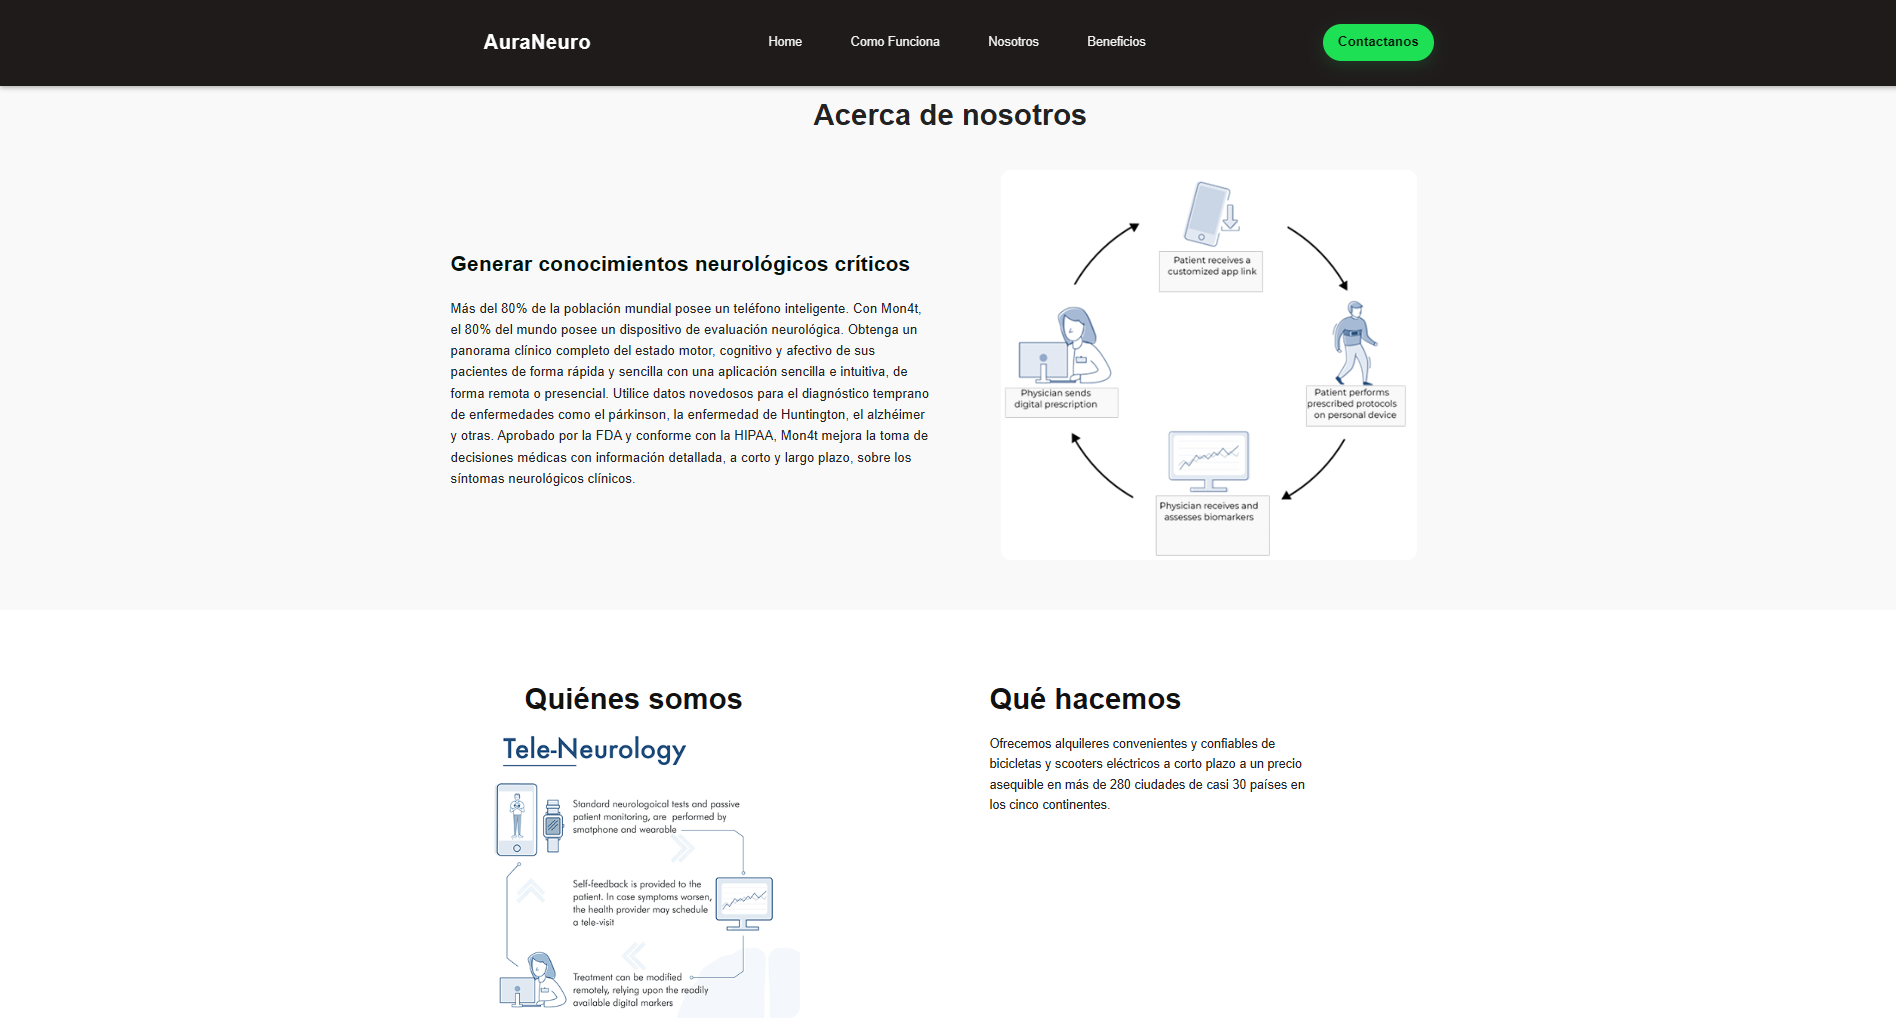 AuraNeuro
Home
Como Funciona
Nosotros
Beneficios
Contactanos
Acerca de nosotros
Generar conocimientos neurológicos críticos
Más del 80% de la población mundial posee un teléfono inteligente. Con Mon4t,
el 80% del mundo posee un dispositivo de evaluación neurológica. Obtenga un
panorama clínico completo del estado motor, cognitivo y afectivo de sus
pacientes de forma rápida y sencilla con una aplicación sencilla e intuitiva, de
forma remota o presencial. Utilice datos novedosos para el diagnóstico temprano
de enfermedades como el párkinson, la enfermedad de Huntington, el alzhéimer
y otras. Aprobado por la FDA y conforme con la HIPAA, Mon4t mejora la toma de
decisiones médicas con información detallada, a corto y largo plazo, sobre los
síntomas neurológicos clínicos.
Patient receives a
customized app link
Patient performs
prescribed protocols
on personal device
Physician receives and
assesses biomarkers
Physician sends
digital prescription
Quiénes somos
Tele-Neurology
Standard neurologoical tests and passive
patient monitoring, are performed by
smatphone and wearable
Self-feedback is provided to the
patient. In case symptoms worsen,
the health provider may schedule
a tele-visit
Treatment can be modified
remotely, relying upon the readily
available digital markers
Qué hacemos
Ofrecemos alquileres convenientes y confiables de
bicicletas y scooters eléctricos a corto plazo a un precio
asequible en más de 280 ciudades de casi 30 países en
los cinco continentes.